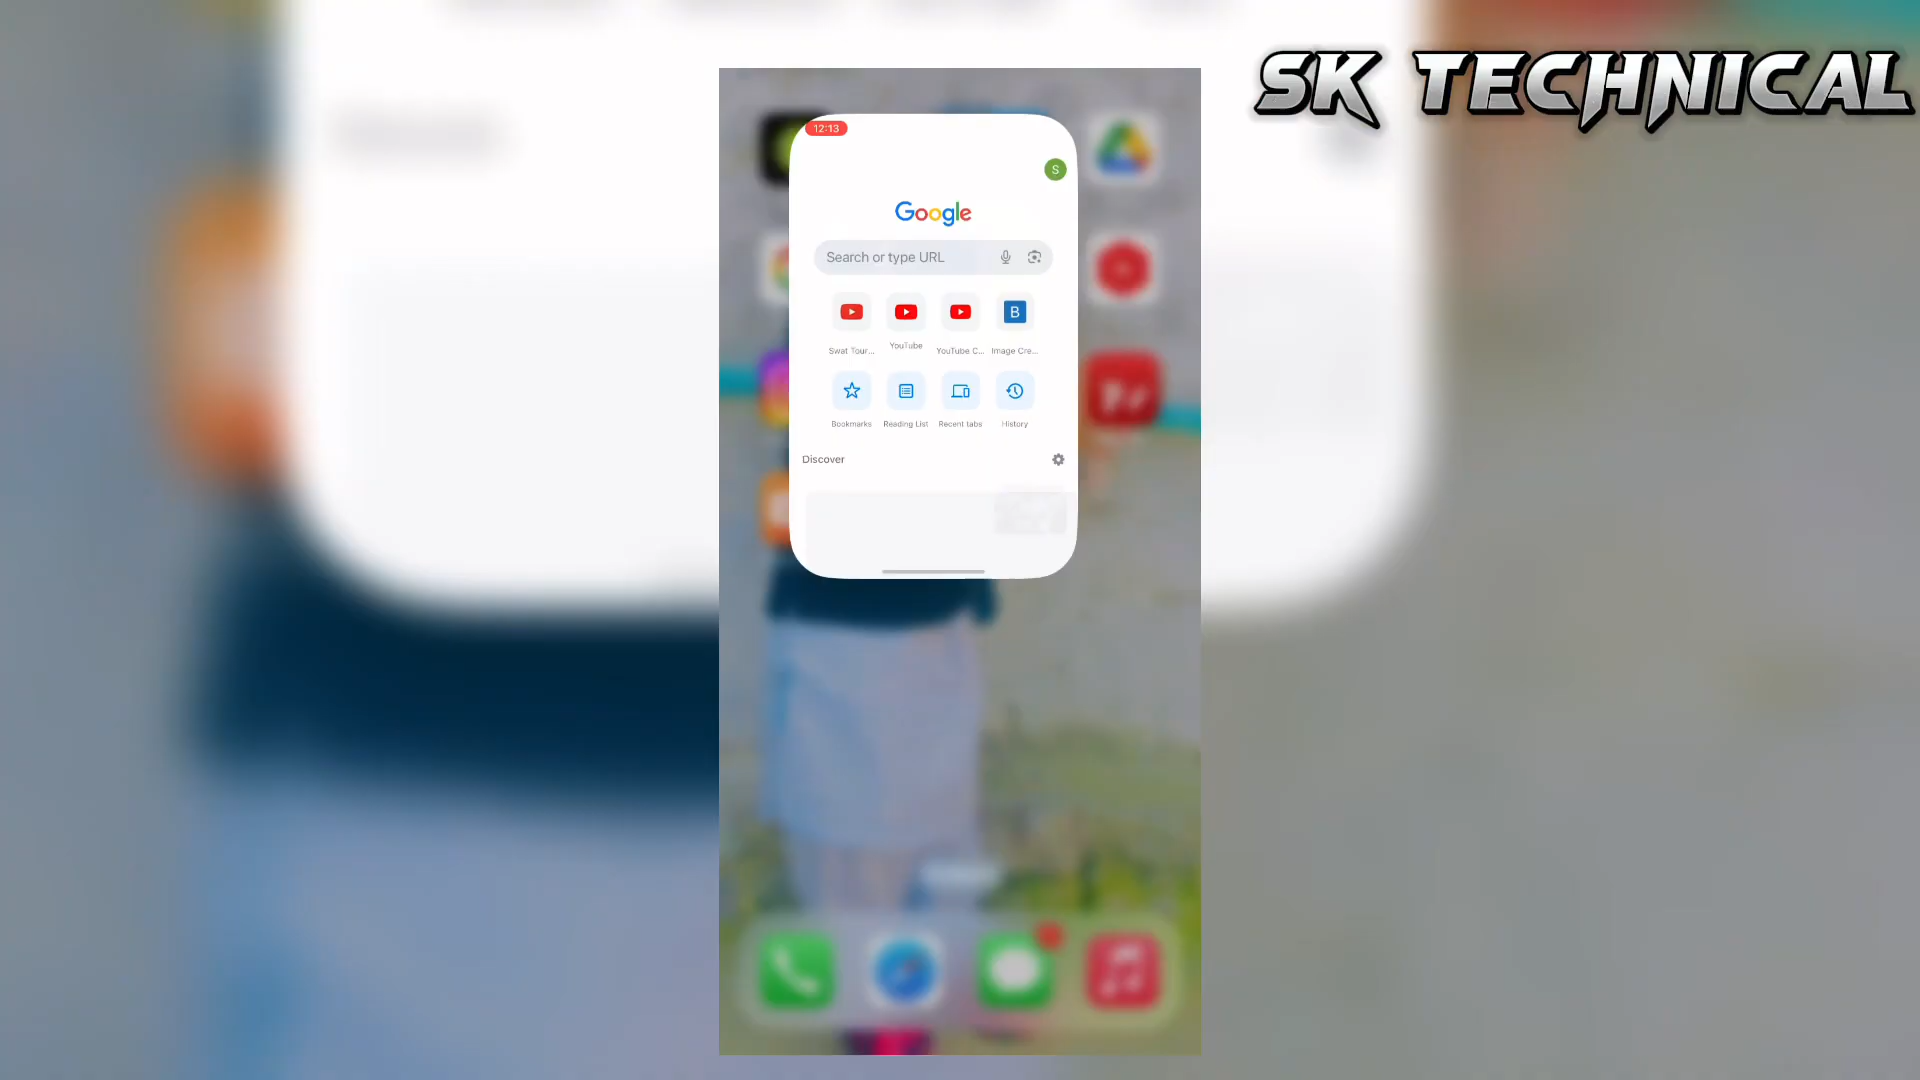 SK TECHNICAL
12:13
S
Google
Search or type URL
B
Swat Tour...
YouTube
YouTube C...
Image Cre...
Bookmarks
Reading List
Recent tabs
History
Discover